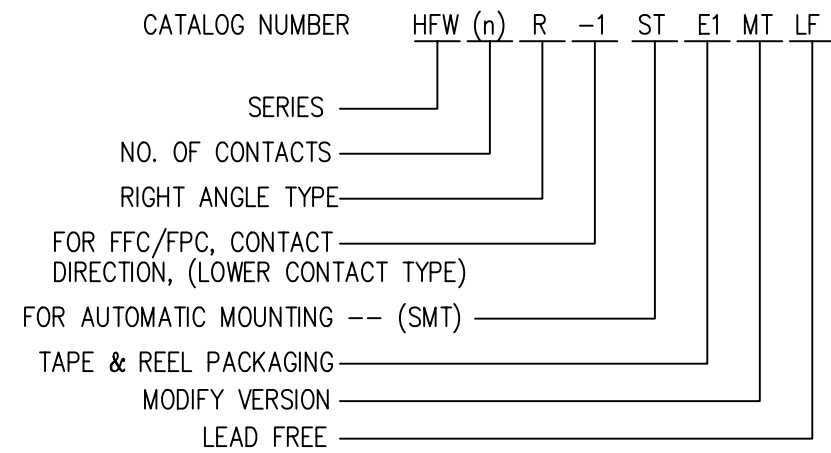 CATALOG NUMBER HFW (n) R -1 ST E1 MT LF
SERIES
NO. OF CONTACTS
RIGHT ANGLE TYPE
FOR FFC/FPC, CONTACT
DIRECTION, (LOWER CONTACT TYPE)
FOR AUTOMATIC MOUNTING -- (SMT)
TAPE & REEL PACKAGING
MODIFY VERSION
LEAD FREE